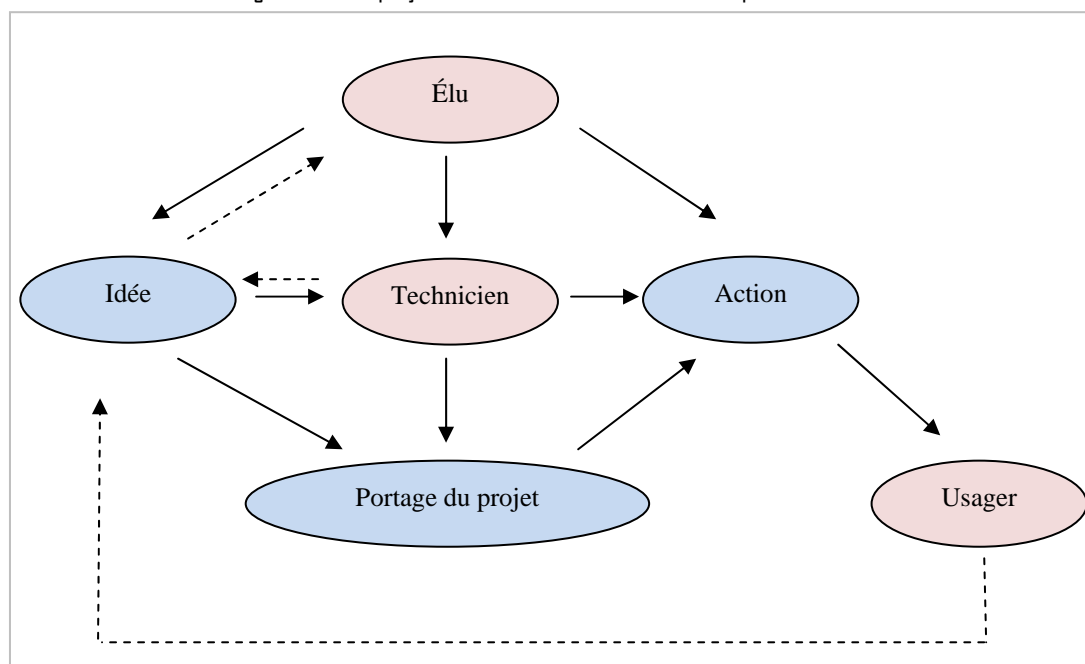 Élu
Idée
Technicien
Action
Portage du projet
Usager